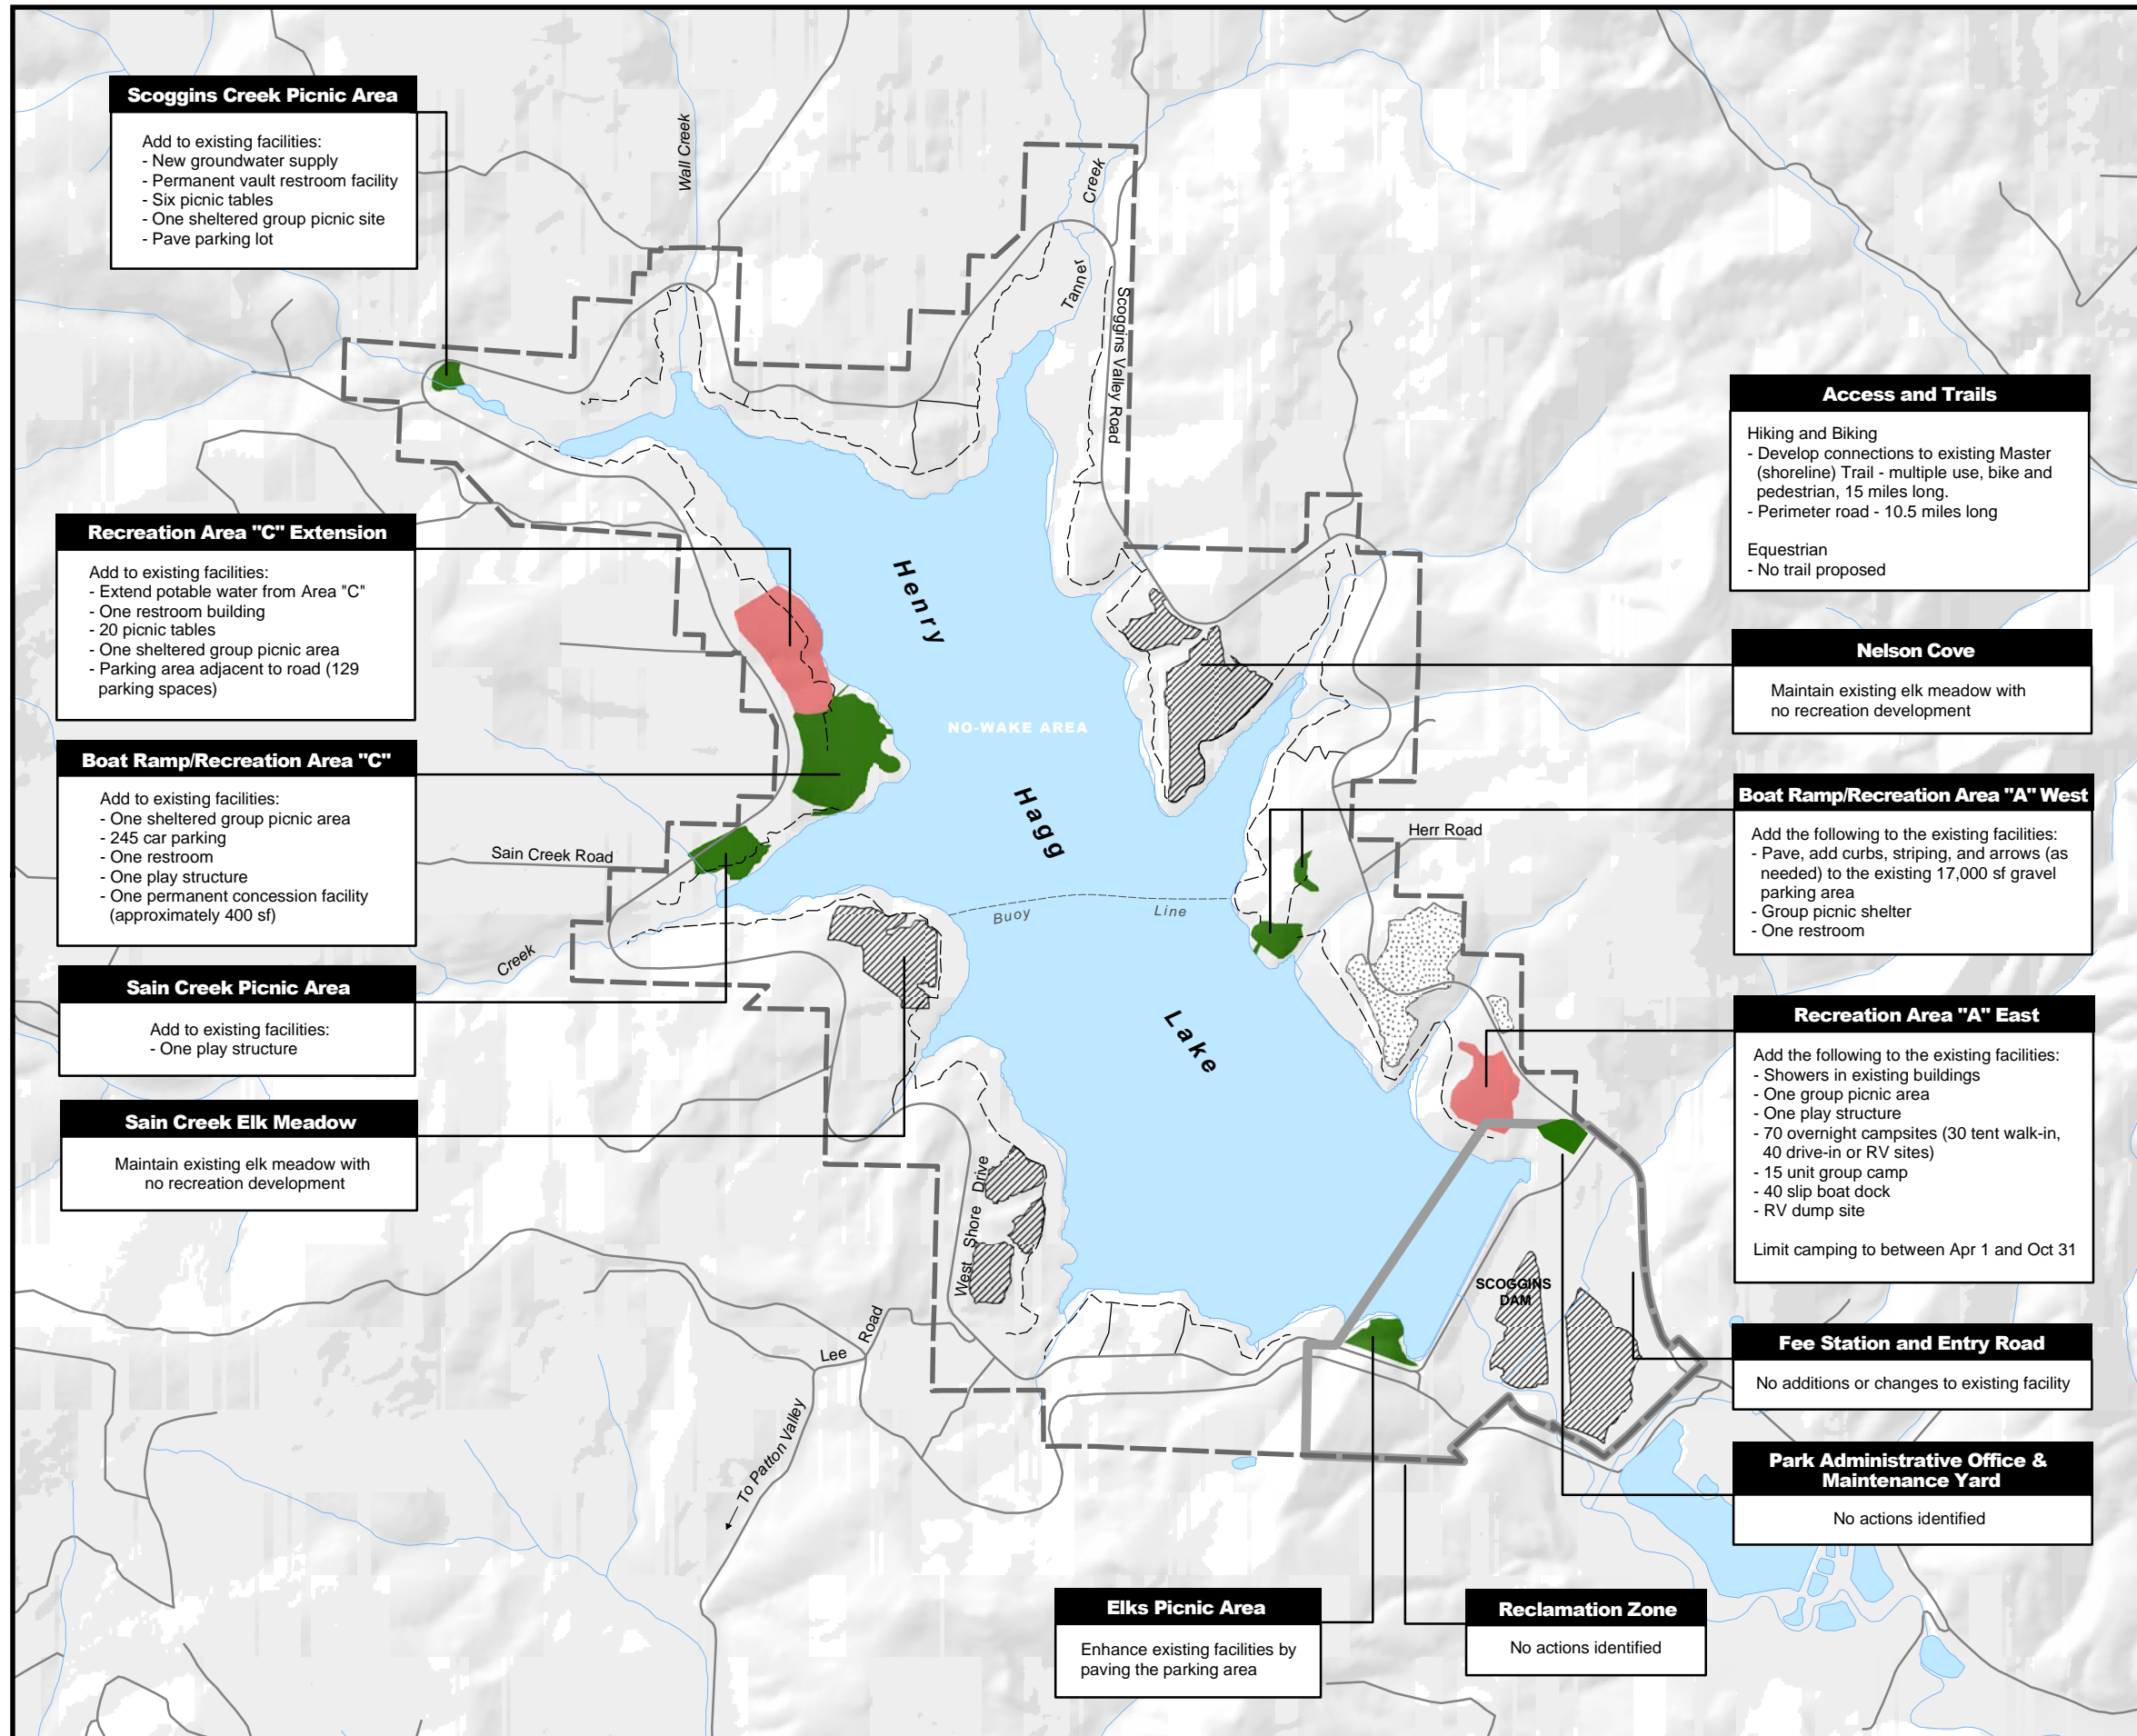 Scoggins Creek Picnic Area
Add to existing facilities:
- New groundwater supply
- Permanent vault restroom facility
- Six picnic tables
- One sheltered group picnic site
- Pave parking lot
Recreation Area "C" Extension
Add to existing facilities:
- Extend potable water from Area "C"
- One restroom building
- 20 picnic tables
- One sheltered group picnic area
- Parking area adjacent to road (129
parking spaces)
Boat Ramp/Recreation Area "C"
Add to existing facilities:
- One sheltered group picnic area
- 245 car parking
- One restroom
- One play structure
- One permanent concession facility
(approximately 400 sf)
Sain Creek Picnic Area
Add to existing facilities:
- One play structure
Sain Creek Elk Meadow
Maintain existing elk meadow with
no recreation development
Wall Creek
Creek
Tanner
Scoggins Valley Road
Henry
NO-WAKE AREA
Hagg
Lake
Buoy Line
Sain Creek Road
Creek
Herr Road
West Shore Drive
Lee Road
To Patton Valley
SCOGGINS
DAM
Access and Trails
Hiking and Biking
- Develop connections to existing Master
(shoreline) Trail - multiple use, bike and
pedestrian, 15 miles long.
- Perimeter road - 10.5 miles long
Equestrian
- No trail proposed
Nelson Cove
Maintain existing elk meadow with
no recreation development
Boat Ramp/Recreation Area "A" West
Add the following to the existing facilities:
- Pave, add curbs, striping, and arrows (as
needed) to the existing 17,000 sf gravel
parking area
- Group picnic shelter
- One restroom
Recreation Area "A" East
Add the following to the existing facilities:
- Showers in existing buildings
- One group picnic area
- One play structure
- 70 overnight campsites (30 tent walk-in,
40 drive-in or RV sites)
- 15 unit group camp
- 40 slip boat dock
- RV dump site
Limit camping to between Apr 1 and Oct 31
Fee Station and Entry Road
No additions or changes to existing facility
Park Administrative Office &
Maintenance Yard
No actions identified
Elks Picnic Area
Enhance existing facilities by
paving the parking area
Reclamation Zone
No actions identified